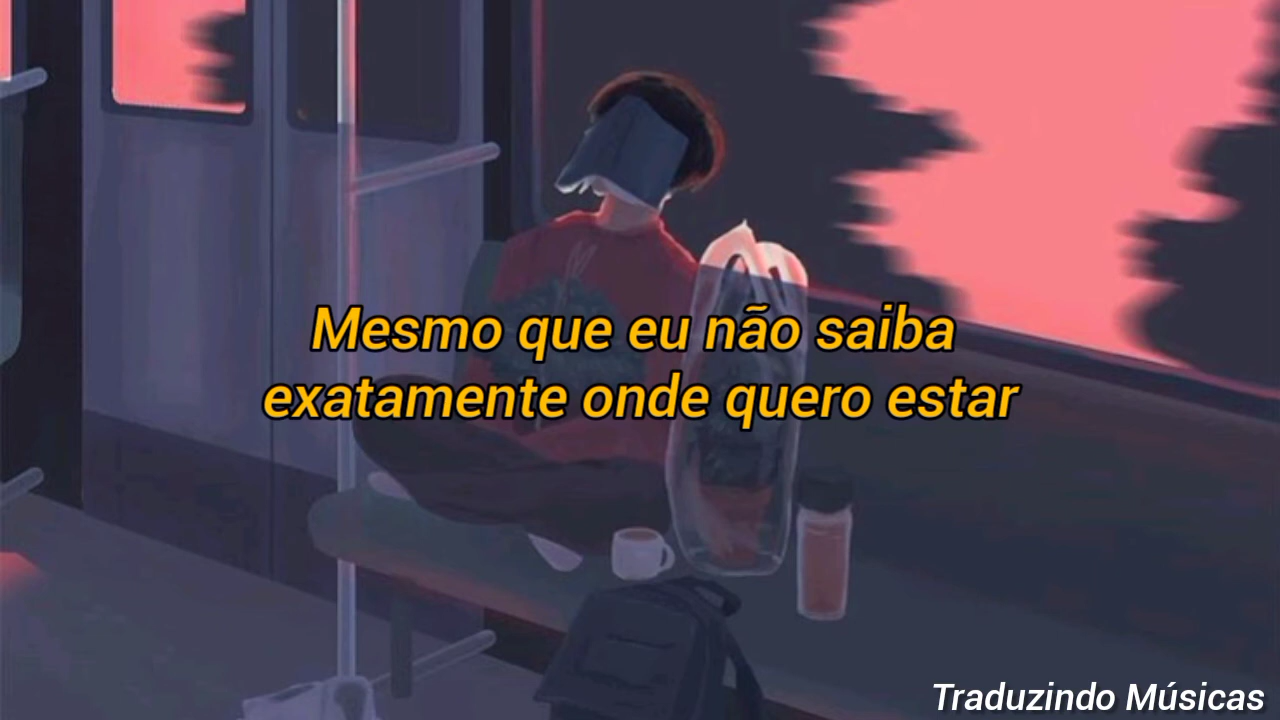 Mesmo que eu não saiba
exatamente onde quero estar
Traduzindo Músicas